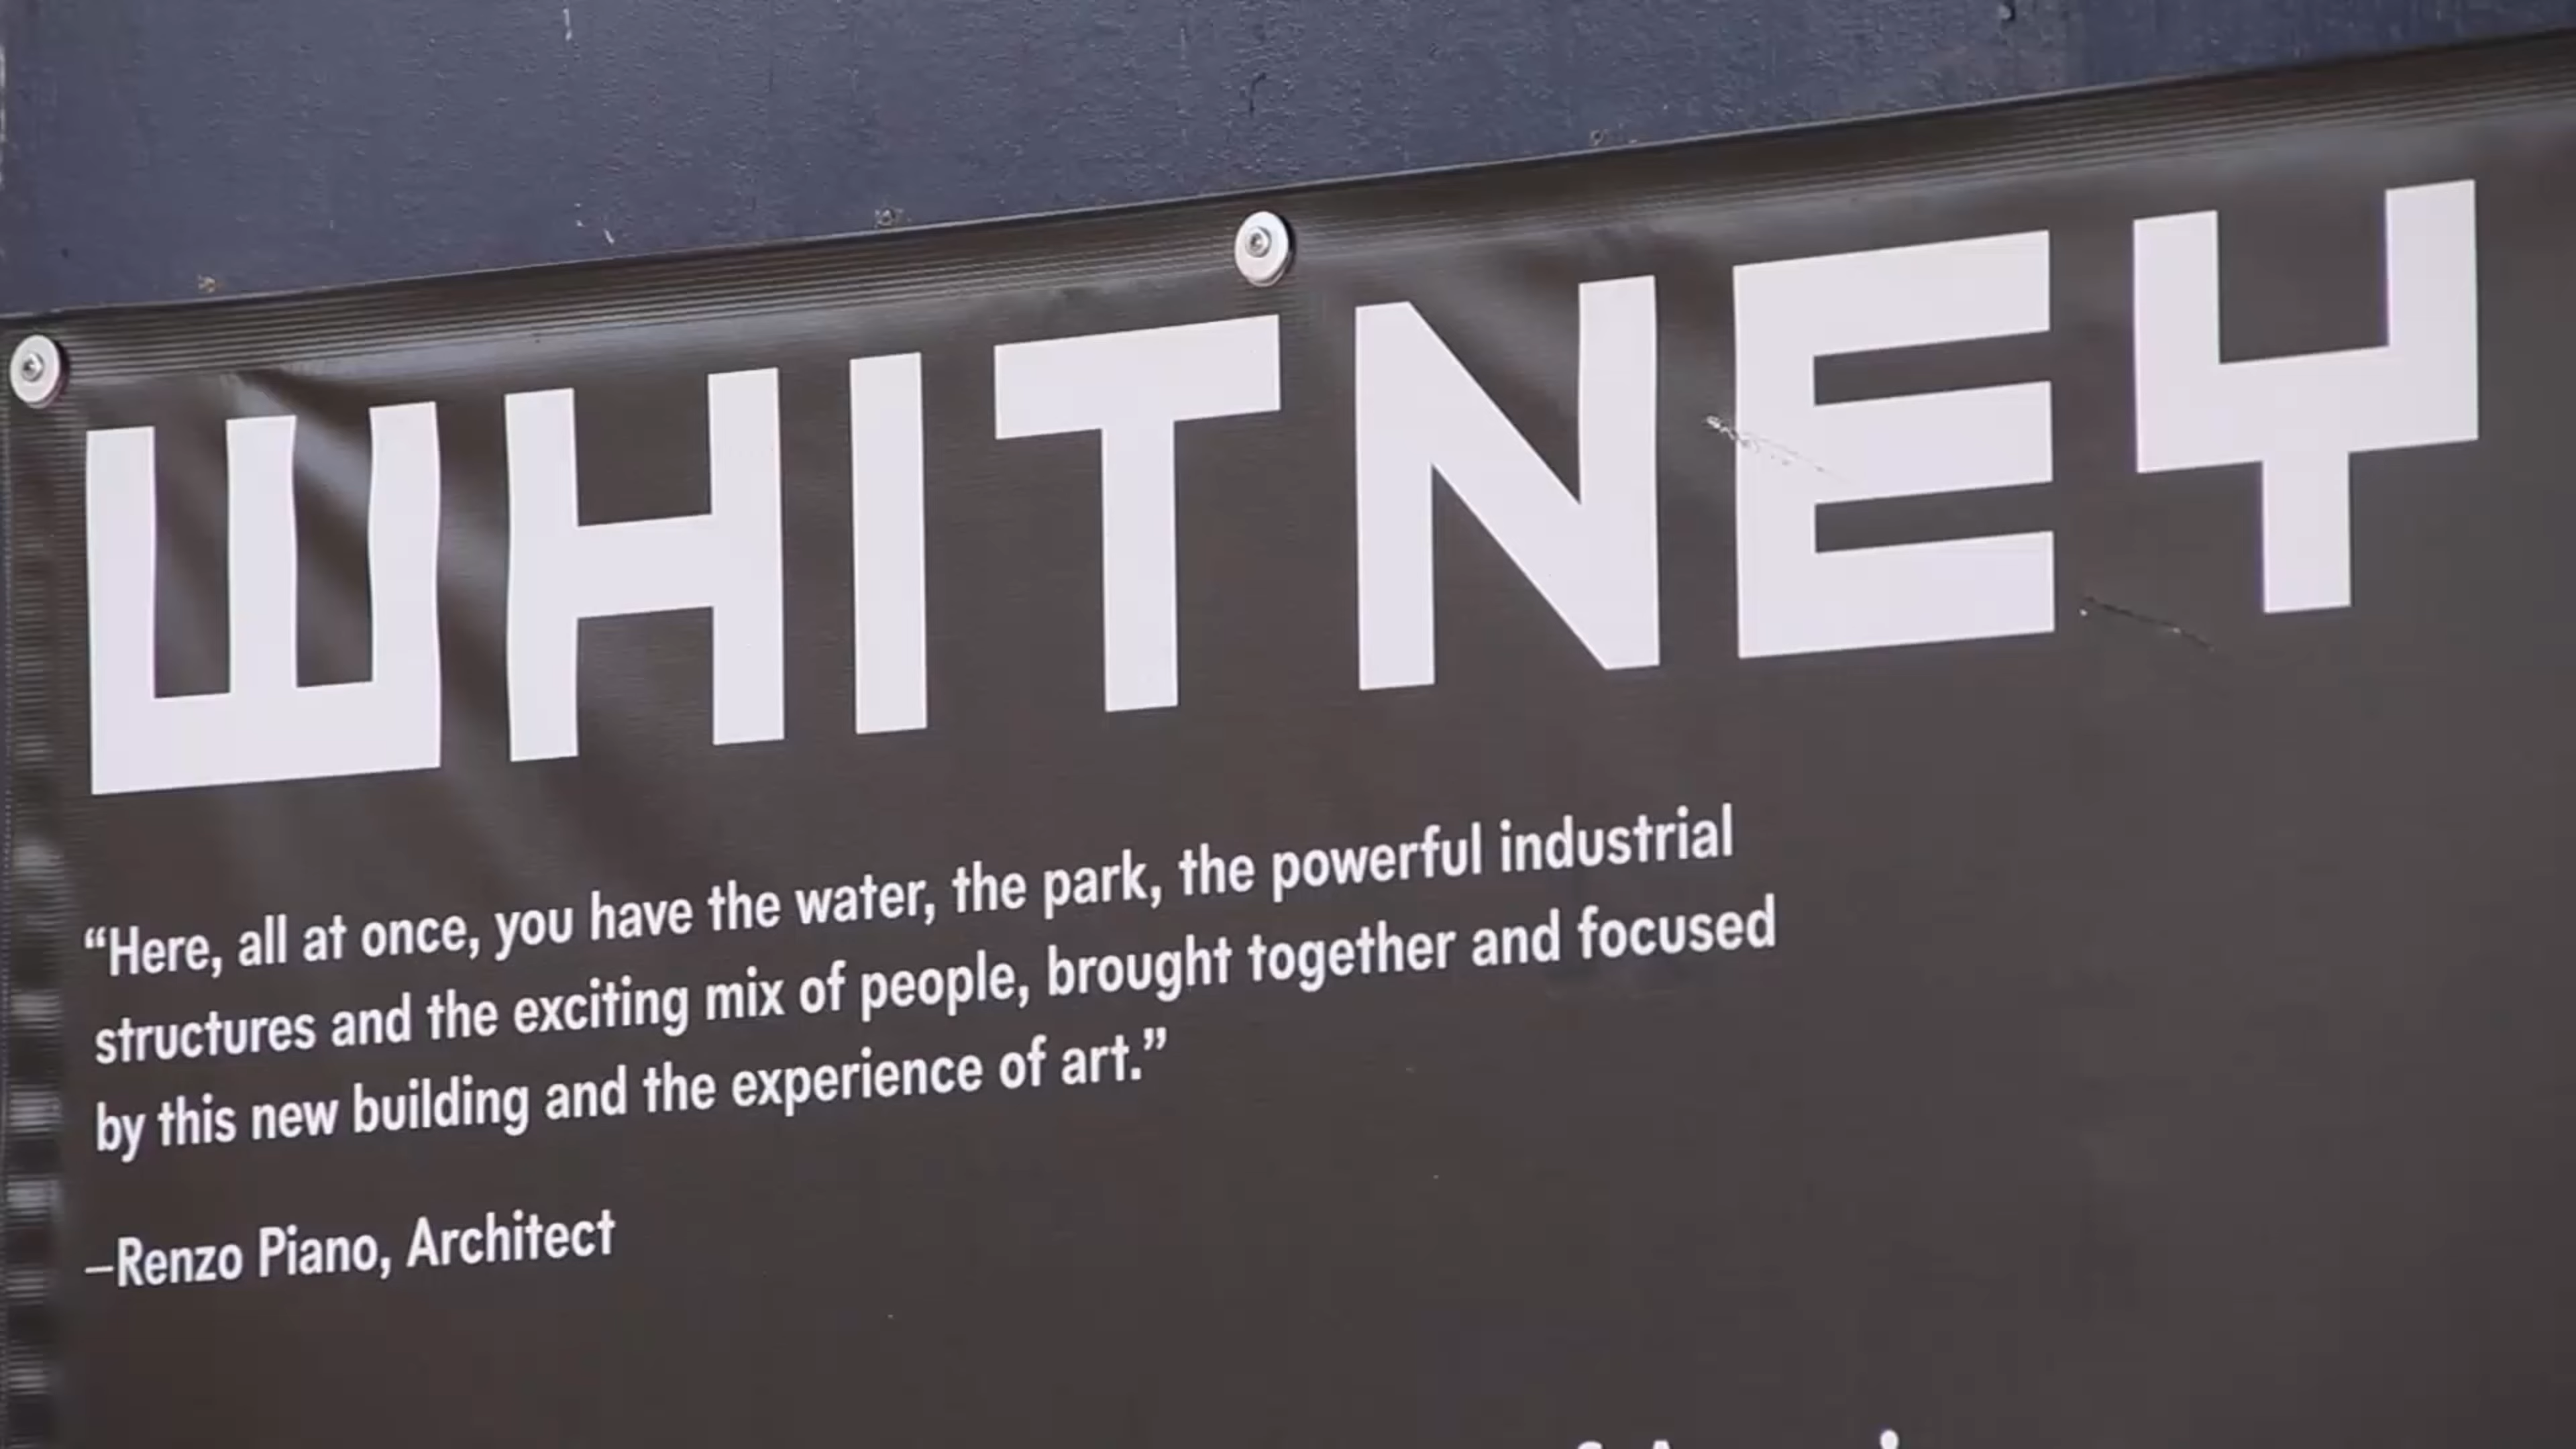 WHITNEY
“Here, all at once, you have the water, the park, the powerful industrial
structures and the exciting mix of people, brought together and focused
by this new building and the experience of art.”
–Renzo Piano, Architect